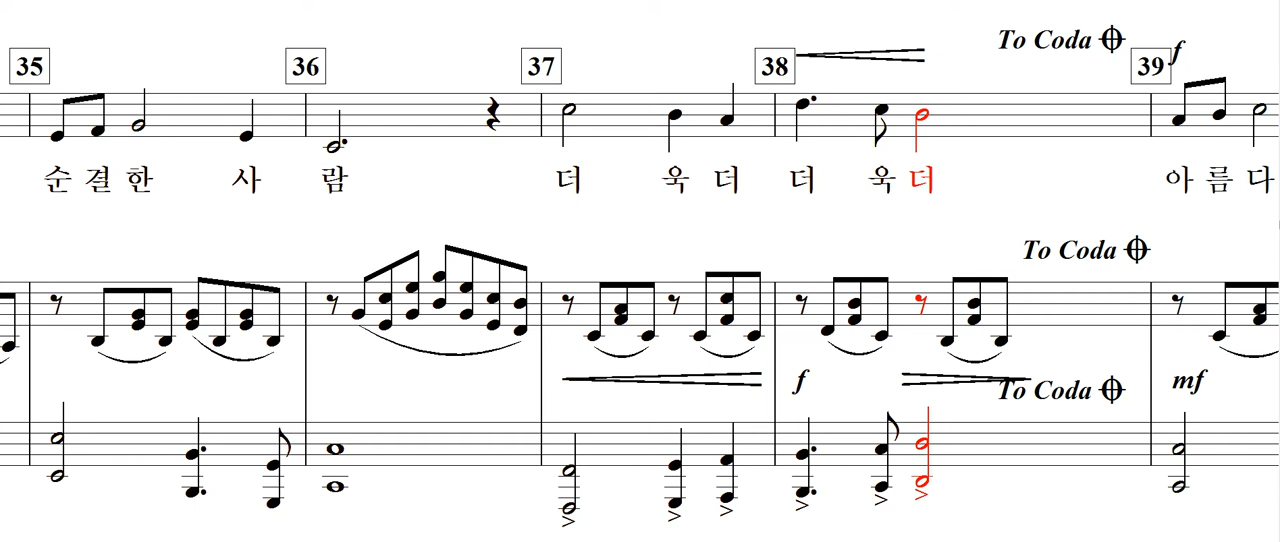 To Coda f
35 36 37 38 39
순 결 한 사 람 더 욱 더 더 욱 더 아 름 다
To Coda
f mf
To Coda